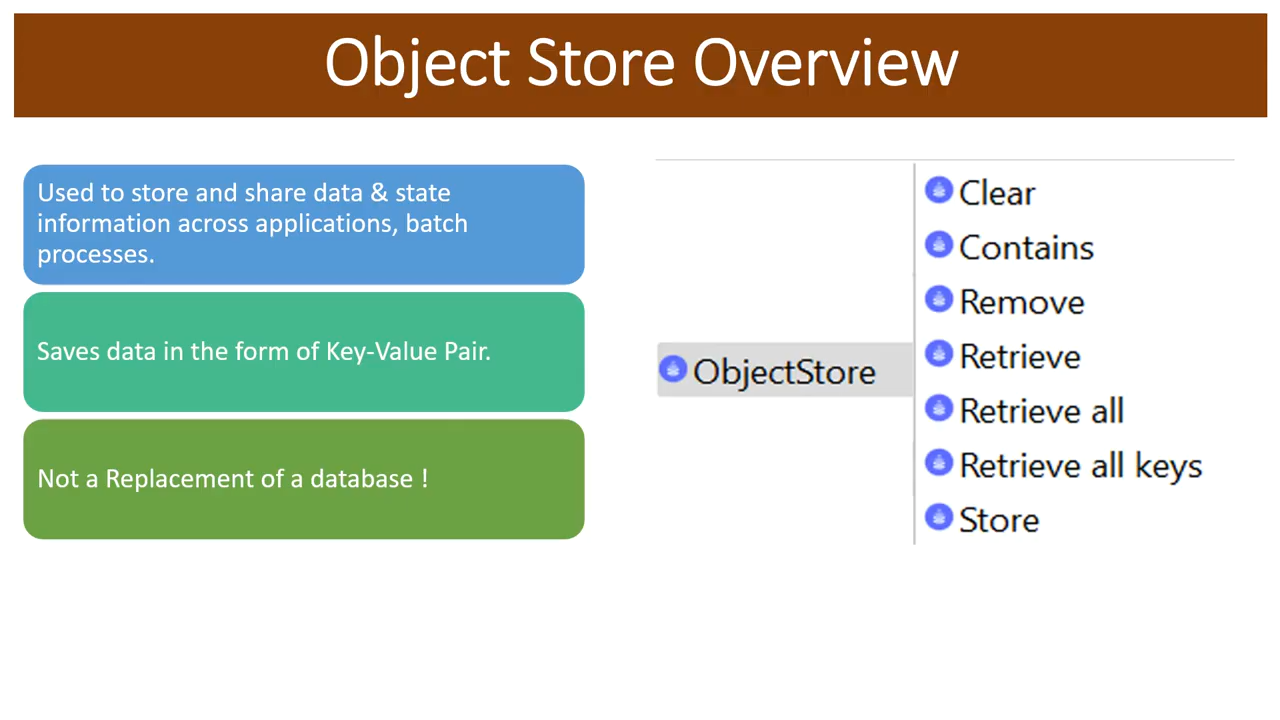 Object Store Overview
Used to store and share data & state
information across applications, batch
processes.
Saves data in the form of Key-Value Pair.
Not a Replacement of a database !
ObjectStore
Clear
Contains
Remove
Retrieve
Retrieve all
Retrieve all keys
Store